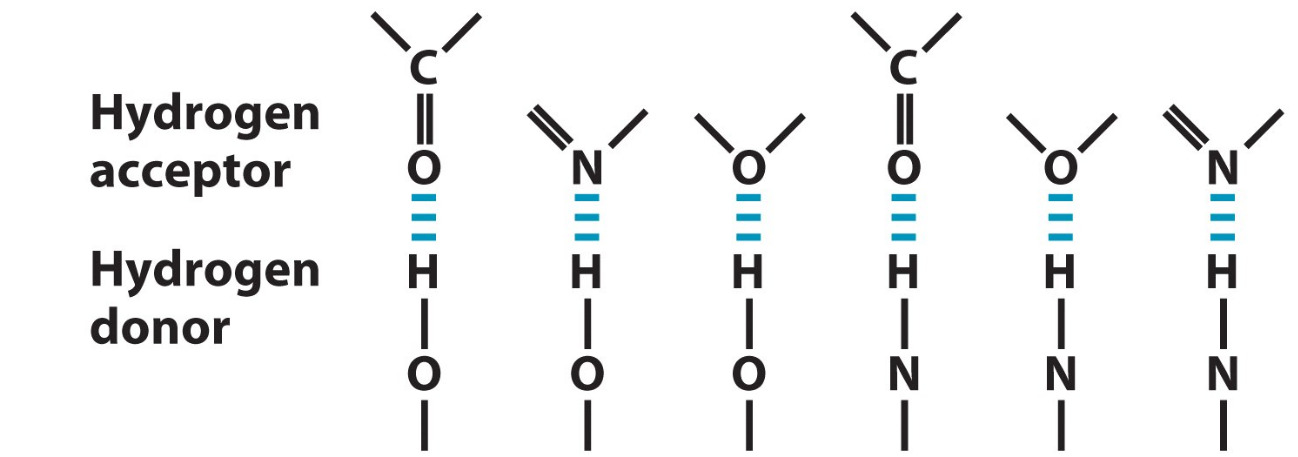 C C
Hydrogen
acceptor
O N O O O N
Hydrogen
donor
H H H H H H
O O O N N N